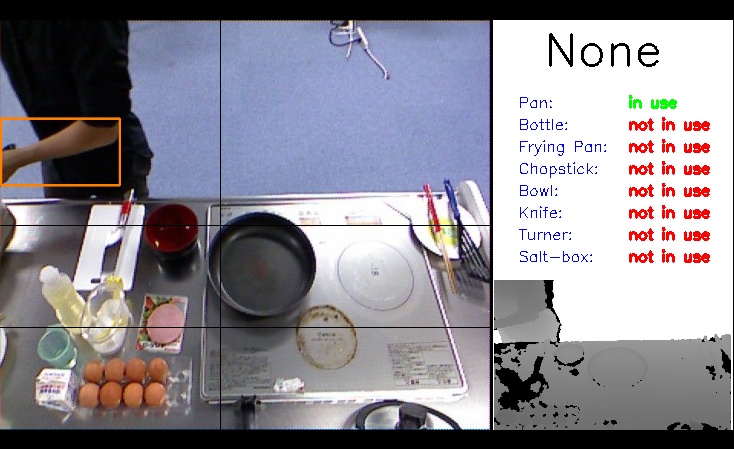 None
Pan: in use
Bottle: not in use
Frying Pan: not in use
Chopstick: not in use
Bowl: not in use
Knife: not in use
Turner: not in use
Salt-box: not in use